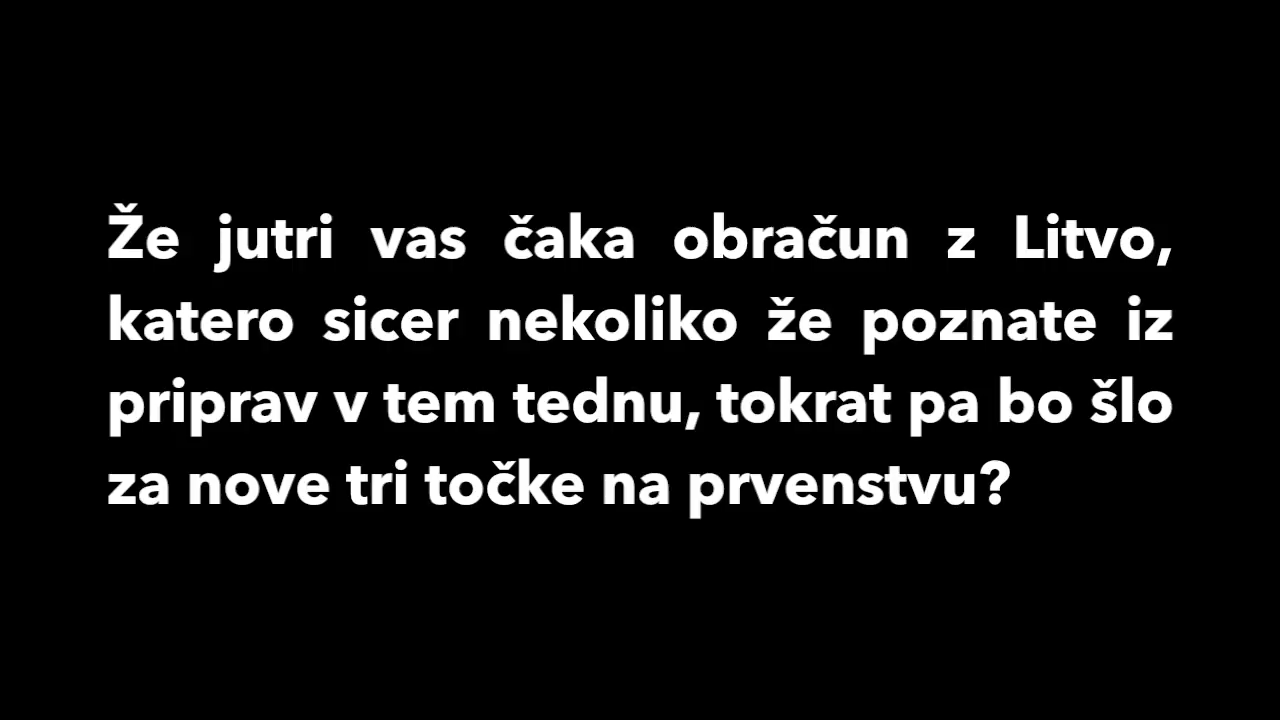 Že jutri vas čaka obračun z Litvo,
katero sicer nekoliko že poznate iz
priprav v tem tednu, tokrat pa bo šlo
za nove tri točke na prvenstvu?